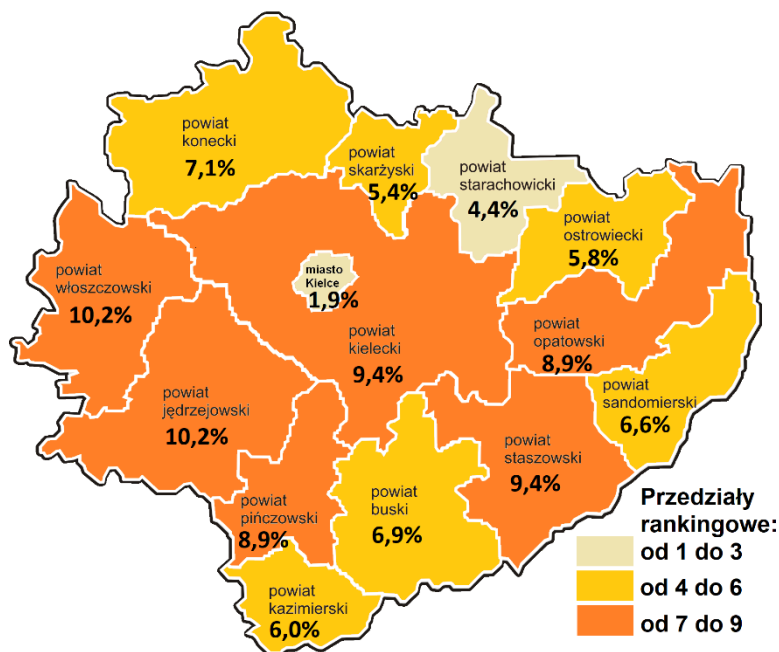 powiat
konecki
7,1%
powiat
skarżyski
5,4%
powiat
starachowicki
4,4%
powiat
ostrowiecki
5,8%
powiat
włoszczowski
10,2%
miasto
Kielce
1,9%
powiat
kielecki
9,4%
powiat
opatowski
8,9%
powiat
sandomierski
6,6%
powiat
jędrzejowski
10,2%
powiat
staszowski
9,4%
powiat
pińczowski
8,9%
powiat
buski
6,9%
powiat
kazimierski
6,0%
Przedziały
rankingowe:
od 1 do 3
od 4 do 6
od 7 do 9